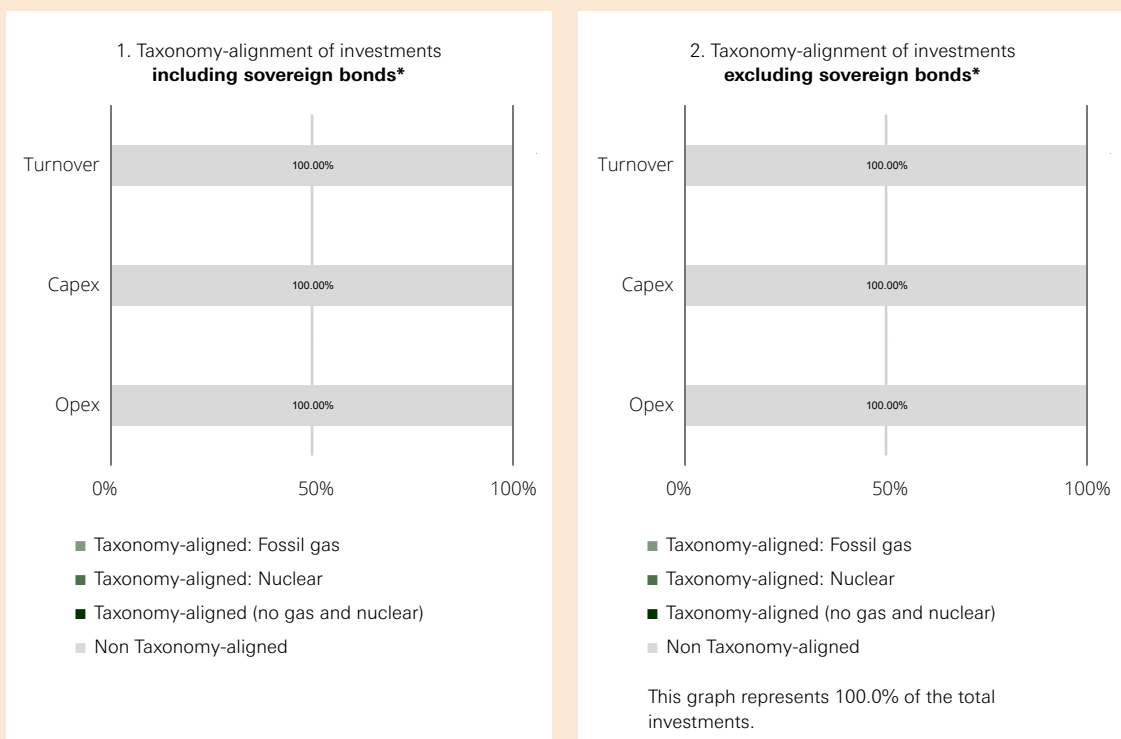 1. Taxonomy-alignment of investments
including sovereign bonds*
Turnover
100.00%
Capex
100.00%
Opex
100.00%
0%
50%
100%
Taxonomy-aligned: Fossil gas
Taxonomy-aligned: Nuclear
Taxonomy-aligned (no gas and nuclear)
Non Taxonomy-aligned
2. Taxonomy-alignment of investments
excluding sovereign bonds*
Turnover
100.00%
Capex
100.00%
Opex
100.00%
0%
50%
100%
Taxonomy-aligned: Fossil gas
Taxonomy-aligned: Nuclear
Taxonomy-aligned (no gas and nuclear)
Non Taxonomy-aligned
This graph represents 100.0% of the total
investments.